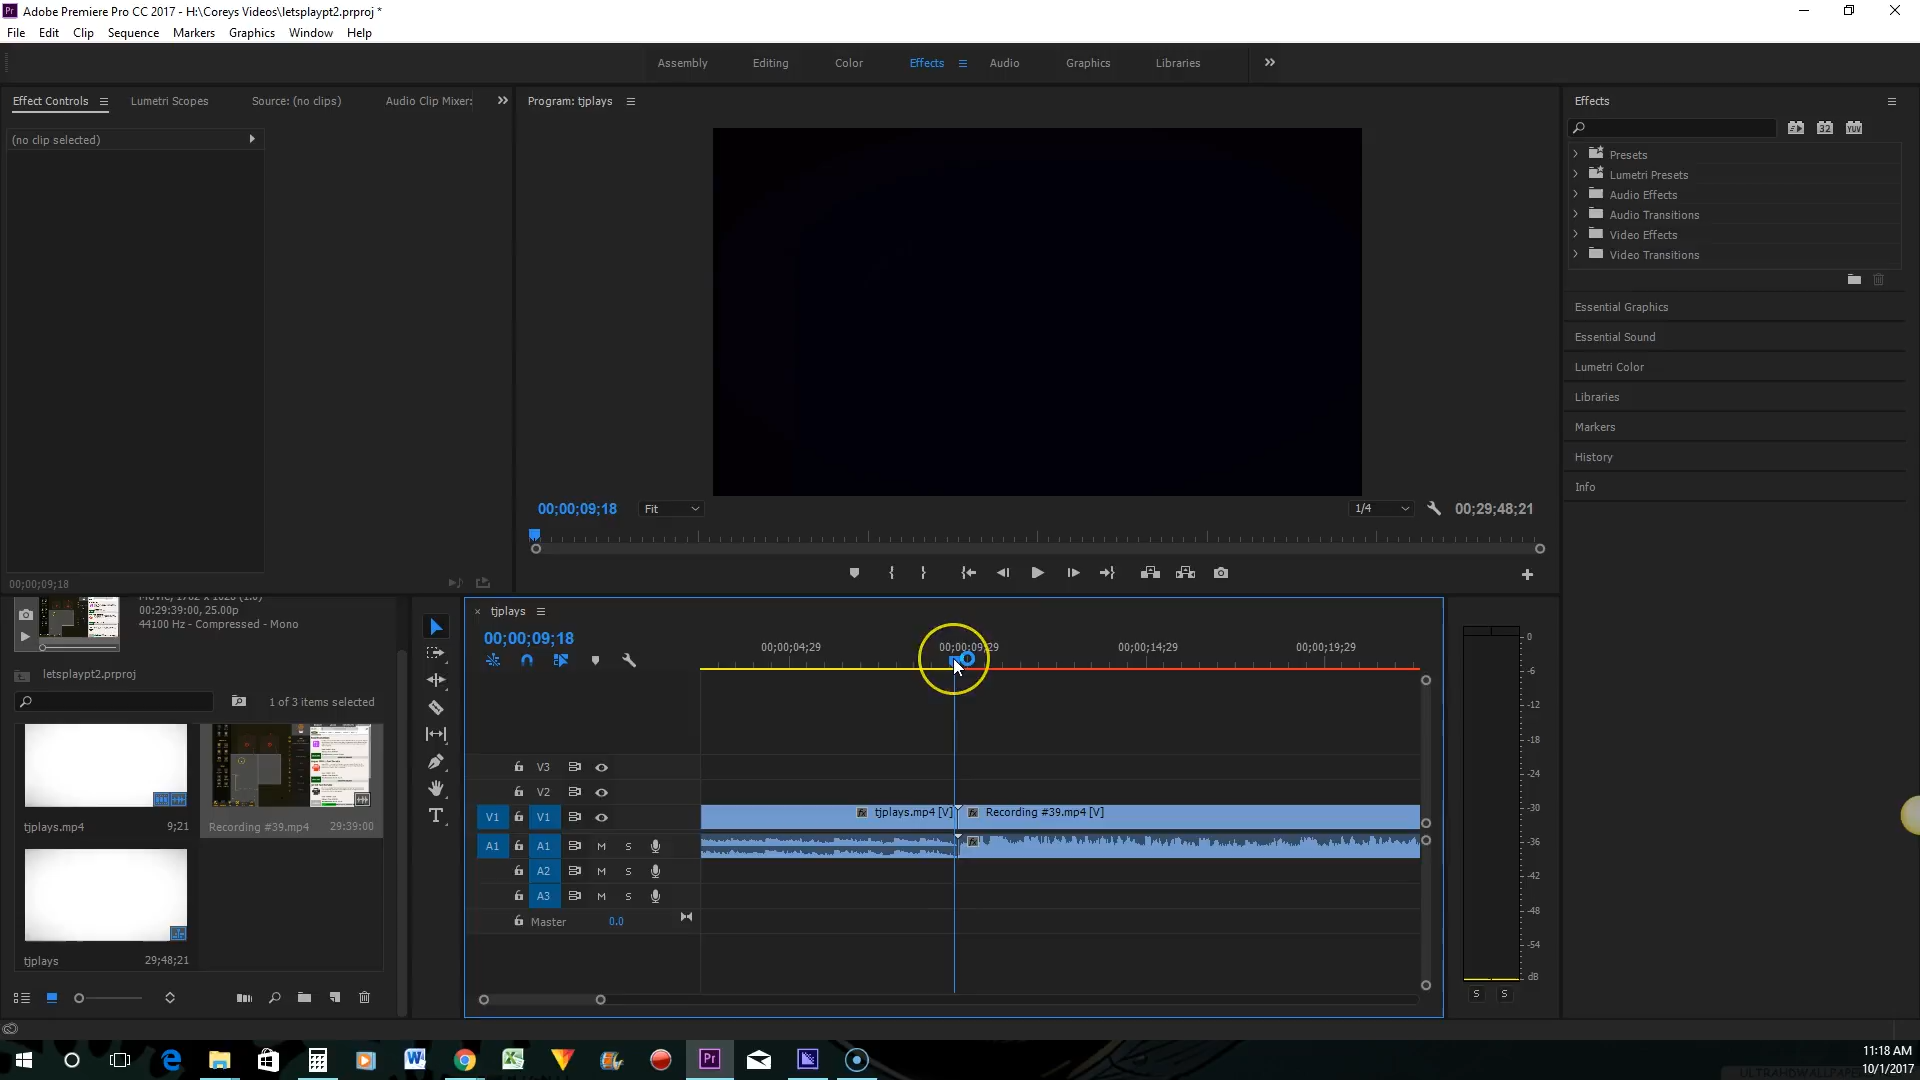 Adobe Premiere Pro CC 2017 - H:\Coreys Videos\letsplaypt2.prproj *
File Edit Clip Sequence Markers Graphics Window Help
Assembly Editing Color Effects Audio Graphics Libraries
Effect Controls Lumetri Scopes Source: (no clips) Audio Clip Mixer:
(no clip selected)
00;00;09;18
Program: tjplays
00;00;09;18 Fit 1/4 00;29;48;21
Effects
Presets
Lumetri Presets
Audio Effects
Audio Transitions
Video Effects
Video Transitions
Essential Graphics
Essential Sound
Lumetri Color
Libraries
Markers
History
Info
00:29:39:00, 25.00p
44100 Hz - Compressed - Mono
letsplaypt2.prproj
1 of 3 items selected
tjplays.mp4 9;21
Recording #39.mp4 29:39:00
tjplays 29;48;21
tjplays
00;00;09;18
00;00;04;29 00;00;09;29 00;00;14;29 00;00;19;29
V3
V2
V1 V1 tjplays.mp4 [V] Recording #39.mp4 [V]
A1 A1 M S
A2 M S
A3 M S
Master 0.0
0
-6
-12
-18
-24
-30
-36
-42
-48
-54
dB
S S
11:18 AM
10/1/2017